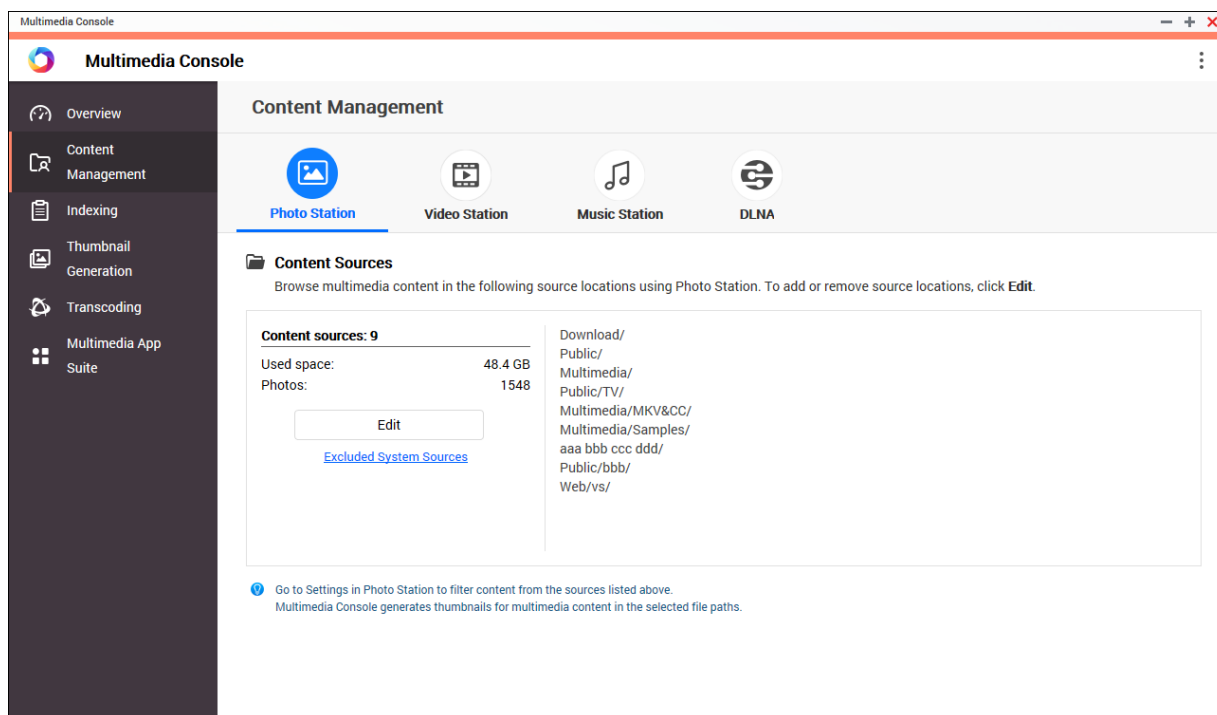 Multimedia Console
Multimedia Console
Overview
Content
Management
Indexing
Thumbnail
Generation
Transcoding
Multimedia App
Suite
Content Management
Photo Station
Video Station
Music Station
DLNA
Content Sources
Browse multimedia content in the following source locations using Photo Station. To add or remove source locations, click Edit.
Content sources: 9
Used space: 48.4 GB
Photos: 1548
Edit
Excluded System Sources
Download/
Public/
Multimedia/
Public/TV/
Multimedia/MKV&CC/
Multimedia/Samples/
aaa bbb ccc ddd/
Public/bbb/
Web/vs/
Go to Settings in Photo Station to filter content from the sources listed above.
Multimedia Console generates thumbnails for multimedia content in the selected file paths.